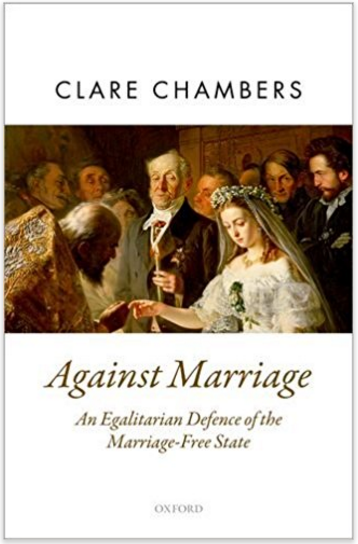 CLARE CHAMBERS
Against Marriage
An Egalitarian Defence of the
Marriage-Free State
OXFORD